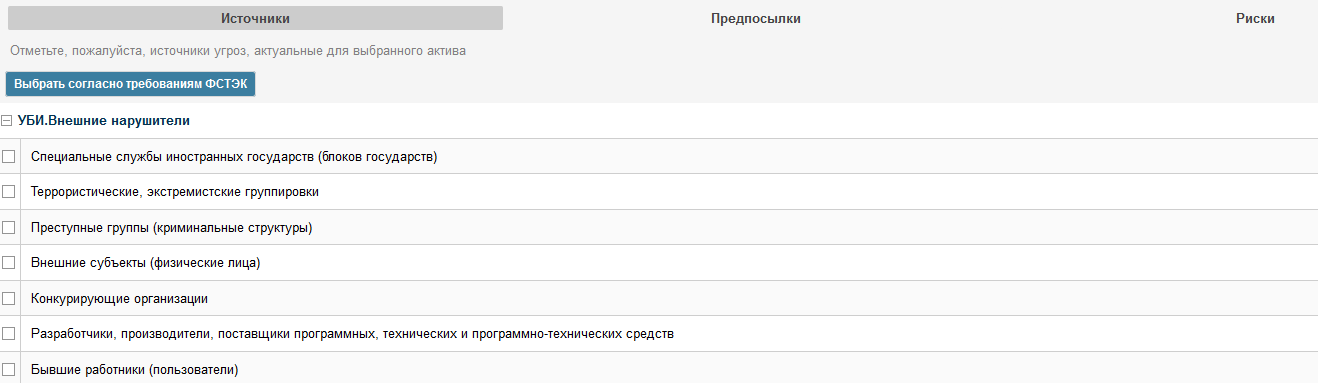 Источники Предпосылки Риски
Отметьте, пожалуйста, источники угроз, актуальные для выбранного актива
Выбрать согласно требованиям ФСТЭК
УБИ.Внешние нарушители
Специальные службы иностранных государств (блоков государств)
Террористические, экстремистские группировки
Преступные группы (криминальные структуры)
Внешние субъекты (физические лица)
Конкурирующие организации
Разработчики, производители, поставщики программных, технических и программно-технических средств
Бывшие работники (пользователи)